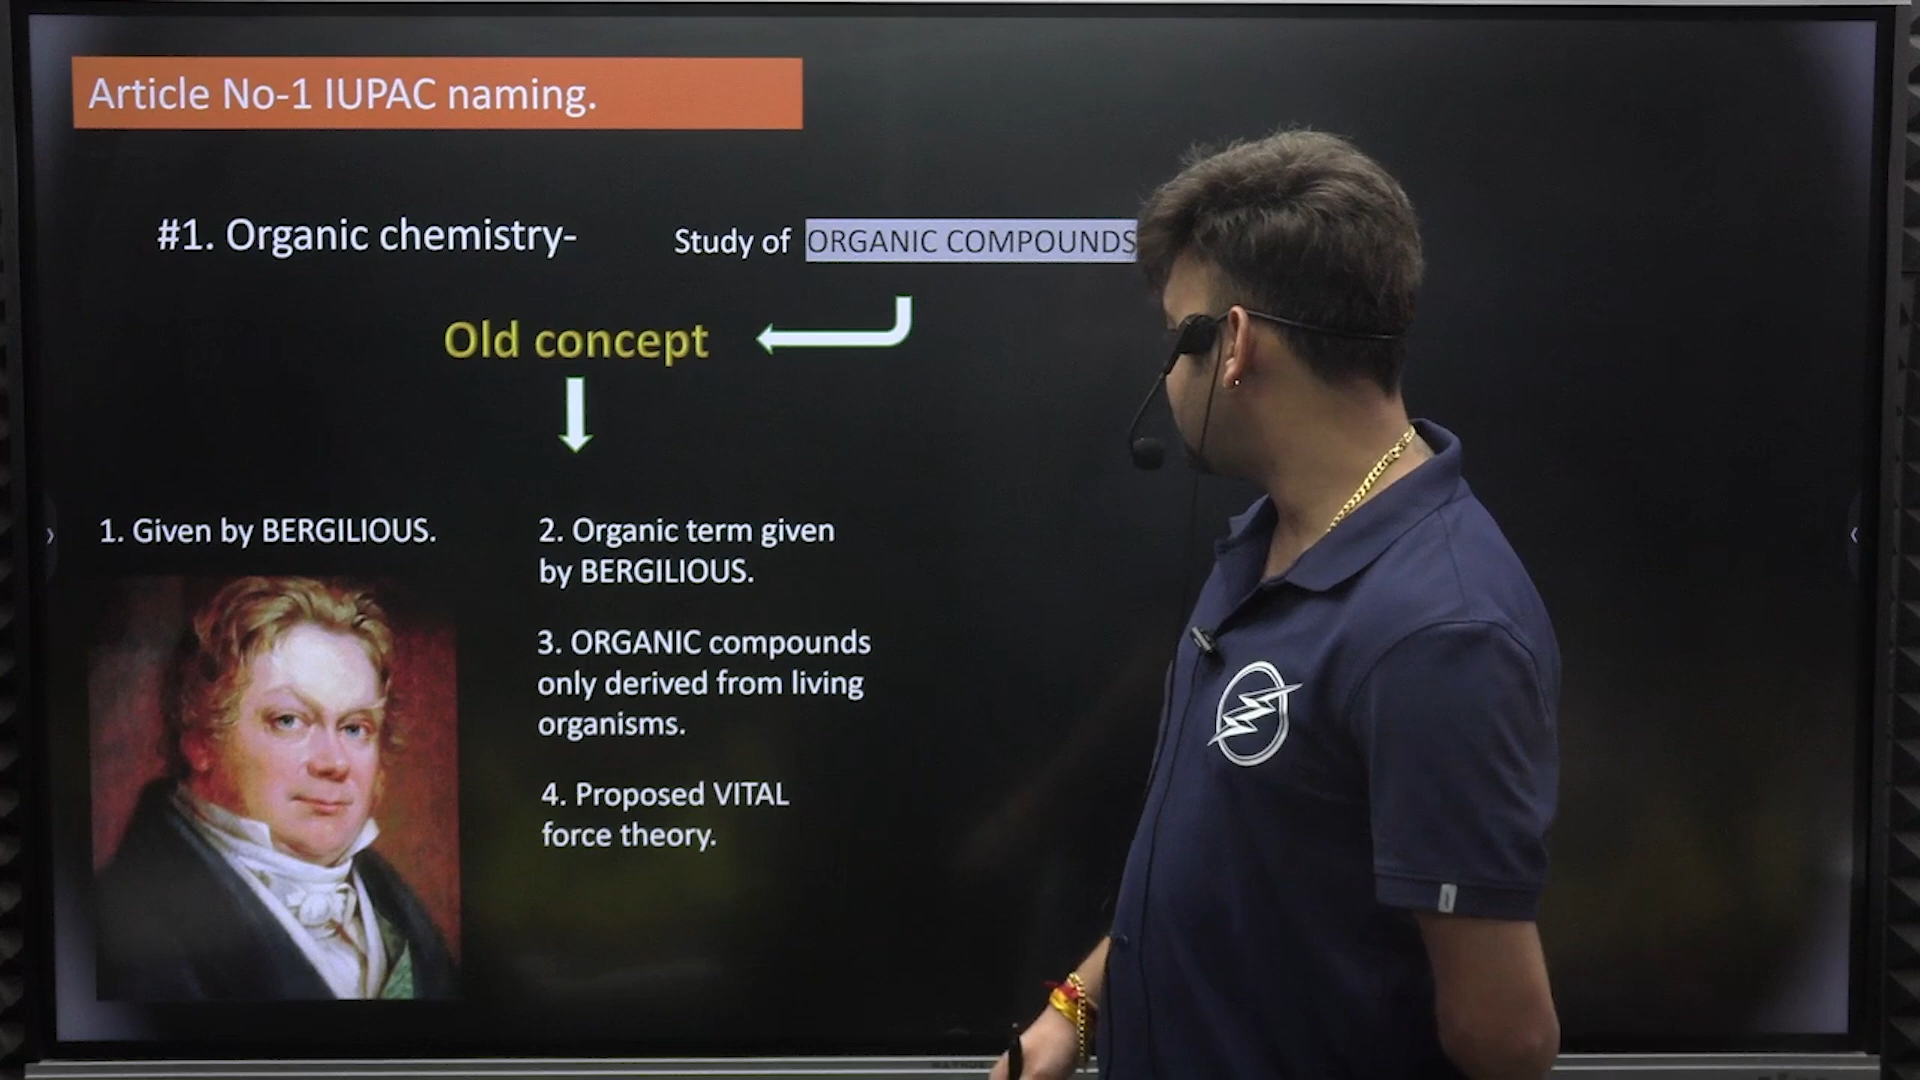 Article No-1 IUPAC naming.
#1. Organic chemistry-
Study of ORGANIC COMPOUNDS
Old concept
1. Given by BERGILIOUS.
2. Organic term given
by BERGILIOUS.
3. ORGANIC compounds
only derived from living
organisms.
4. Proposed VITAL
force theory.